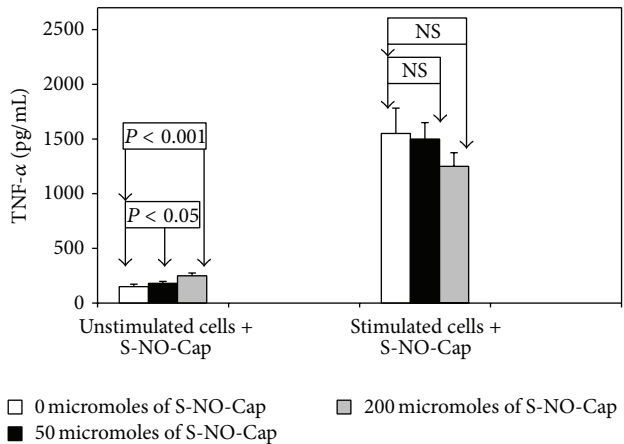 TNF-α (pg/mL)
2500
2000
1500
1000
500
0
P < 0.001
P < 0.05
NS
NS
Unstimulated cells +
S-NO-Cap
Stimulated cells +
S-NO-Cap
0 micromoles of S-NO-Cap
50 micromoles of S-NO-Cap
200 micromoles of S-NO-Cap